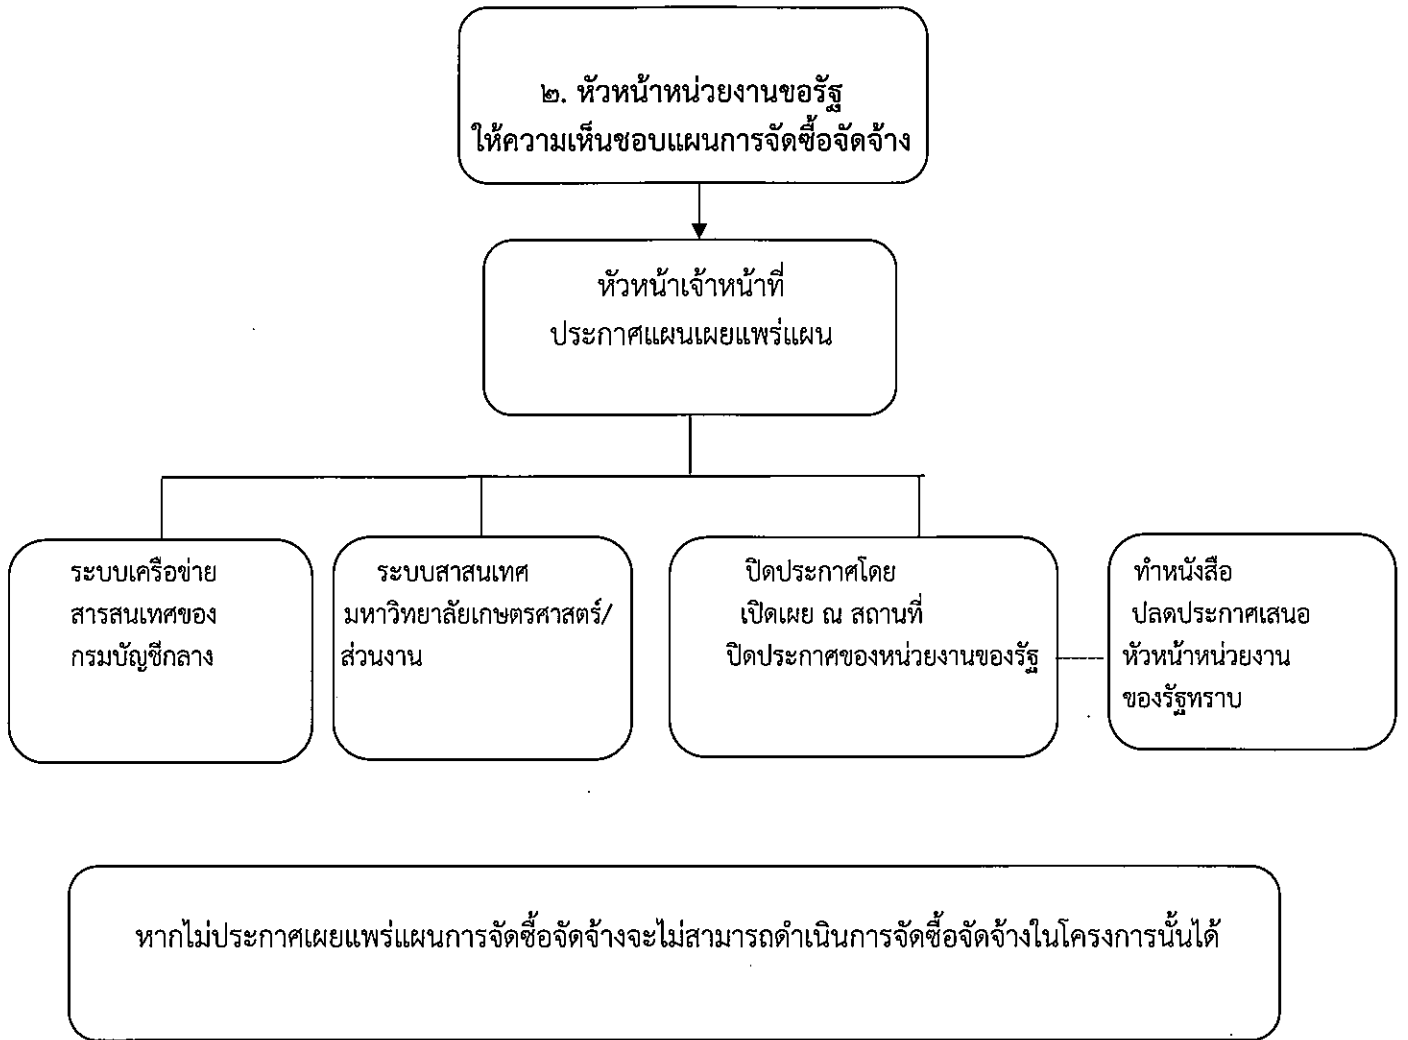 ๒. หัวหน้าหน่วยงานขอรัฐ
ให้ความเห็นชอบแผนการจัดซื้อจัดจ้าง
หัวหน้าเจ้าหน้าที่
ประกาศแผนเผยแพร่แผน
ระบบเครือข่าย
สารสนเทศของ
กรมบัญชีกลาง
ระบบสาสนเทศ
มหาวิทยาลัยเกษตรศาสตร์/
ส่วนงาน
ปิดประกาศโดย
เปิดเผย ณ สถานที่
ปิดประกาศของหน่วยงานของรัฐ
ทำหนังสือ
ปลดประกาศเสนอ
หัวหน้าหน่วยงาน
ของรัฐทราบ
หากไม่ประกาศเผยแพร่แผนการจัดซื้อจัดจ้างจะไม่สามารถดำเนินการจัดซื้อจัดจ้างในโครงการนั้นได้